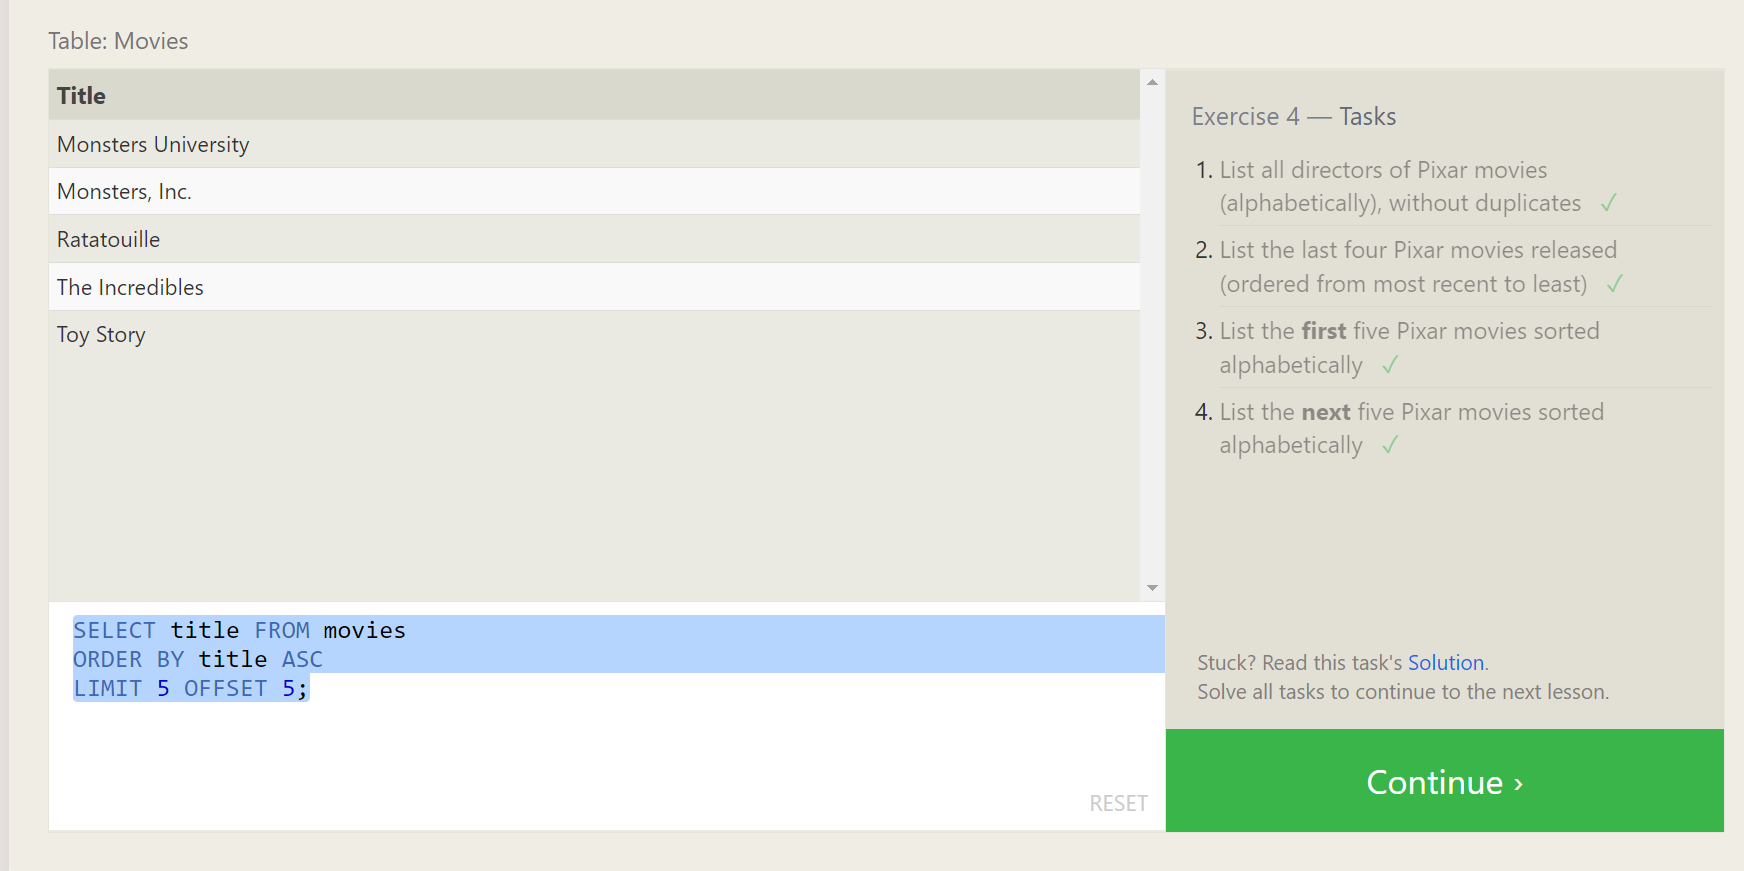 Table: Movies
Title
Monsters University
Monsters, Inc.
Ratatouille
The Incredibles
Toy Story
SELECT title FROM movies
ORDER BY title ASC
LIMIT 5 OFFSET 5;
RESET
Exercise 4 — Tasks
1. List all directors of Pixar movies
(alphabetically), without duplicates ✓
2. List the last four Pixar movies released
(ordered from most recent to least) ✓
3. List the first five Pixar movies sorted
alphabetically ✓
4. List the next five Pixar movies sorted
alphabetically ✓
Stuck? Read this task's Solution.
Solve all tasks to continue to the next lesson.
Continue ›